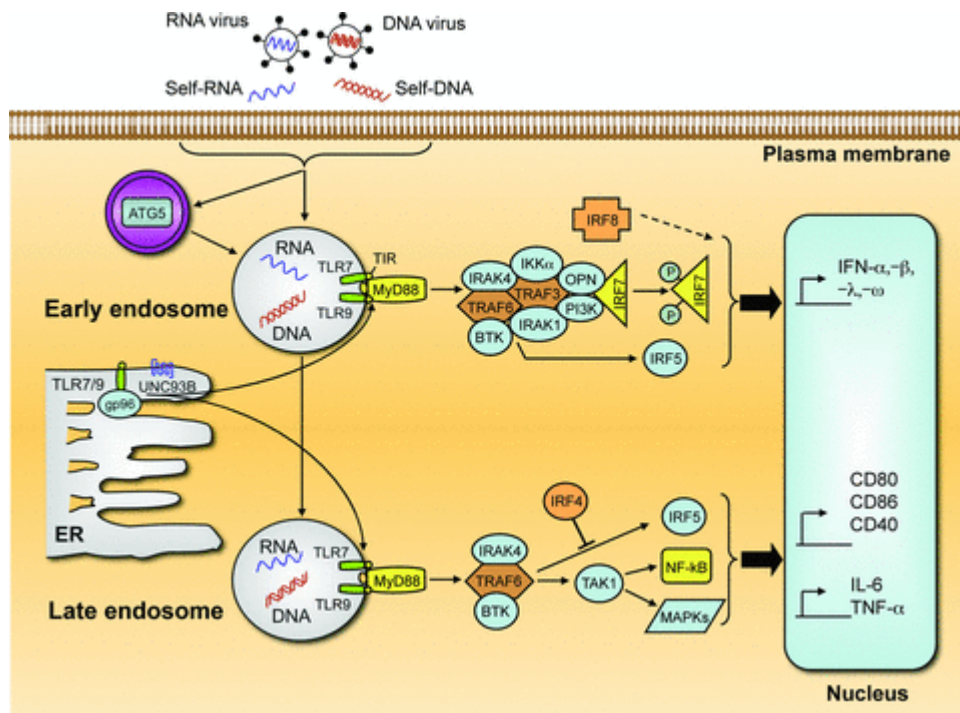 RNA virus
DNA virus
Self-RNA
Self-DNA
Plasma membrane
ATG5
RNA
TLR7
TIR
MyD88
TLR9
DNA
Early endosome
IRF8
IRAK4
IKKα
OPN
TRAF3
TRAF6
PI3K
IRAK1
BTK
IRF7
P
IRF7
P
IRF5
IFN-α,-β,
-λ,-ω
TLR7/9
UNC93B
gp96
ER
IRF4
IRF5
CD80
CD86
CD40
RNA
TLR7
MyD88
TLR9
DNA
Late endosome
IRAK4
TRAF6
BTK
TAK1
NF-kB
MAPKs
IL-6
TNF-α
Nucleus